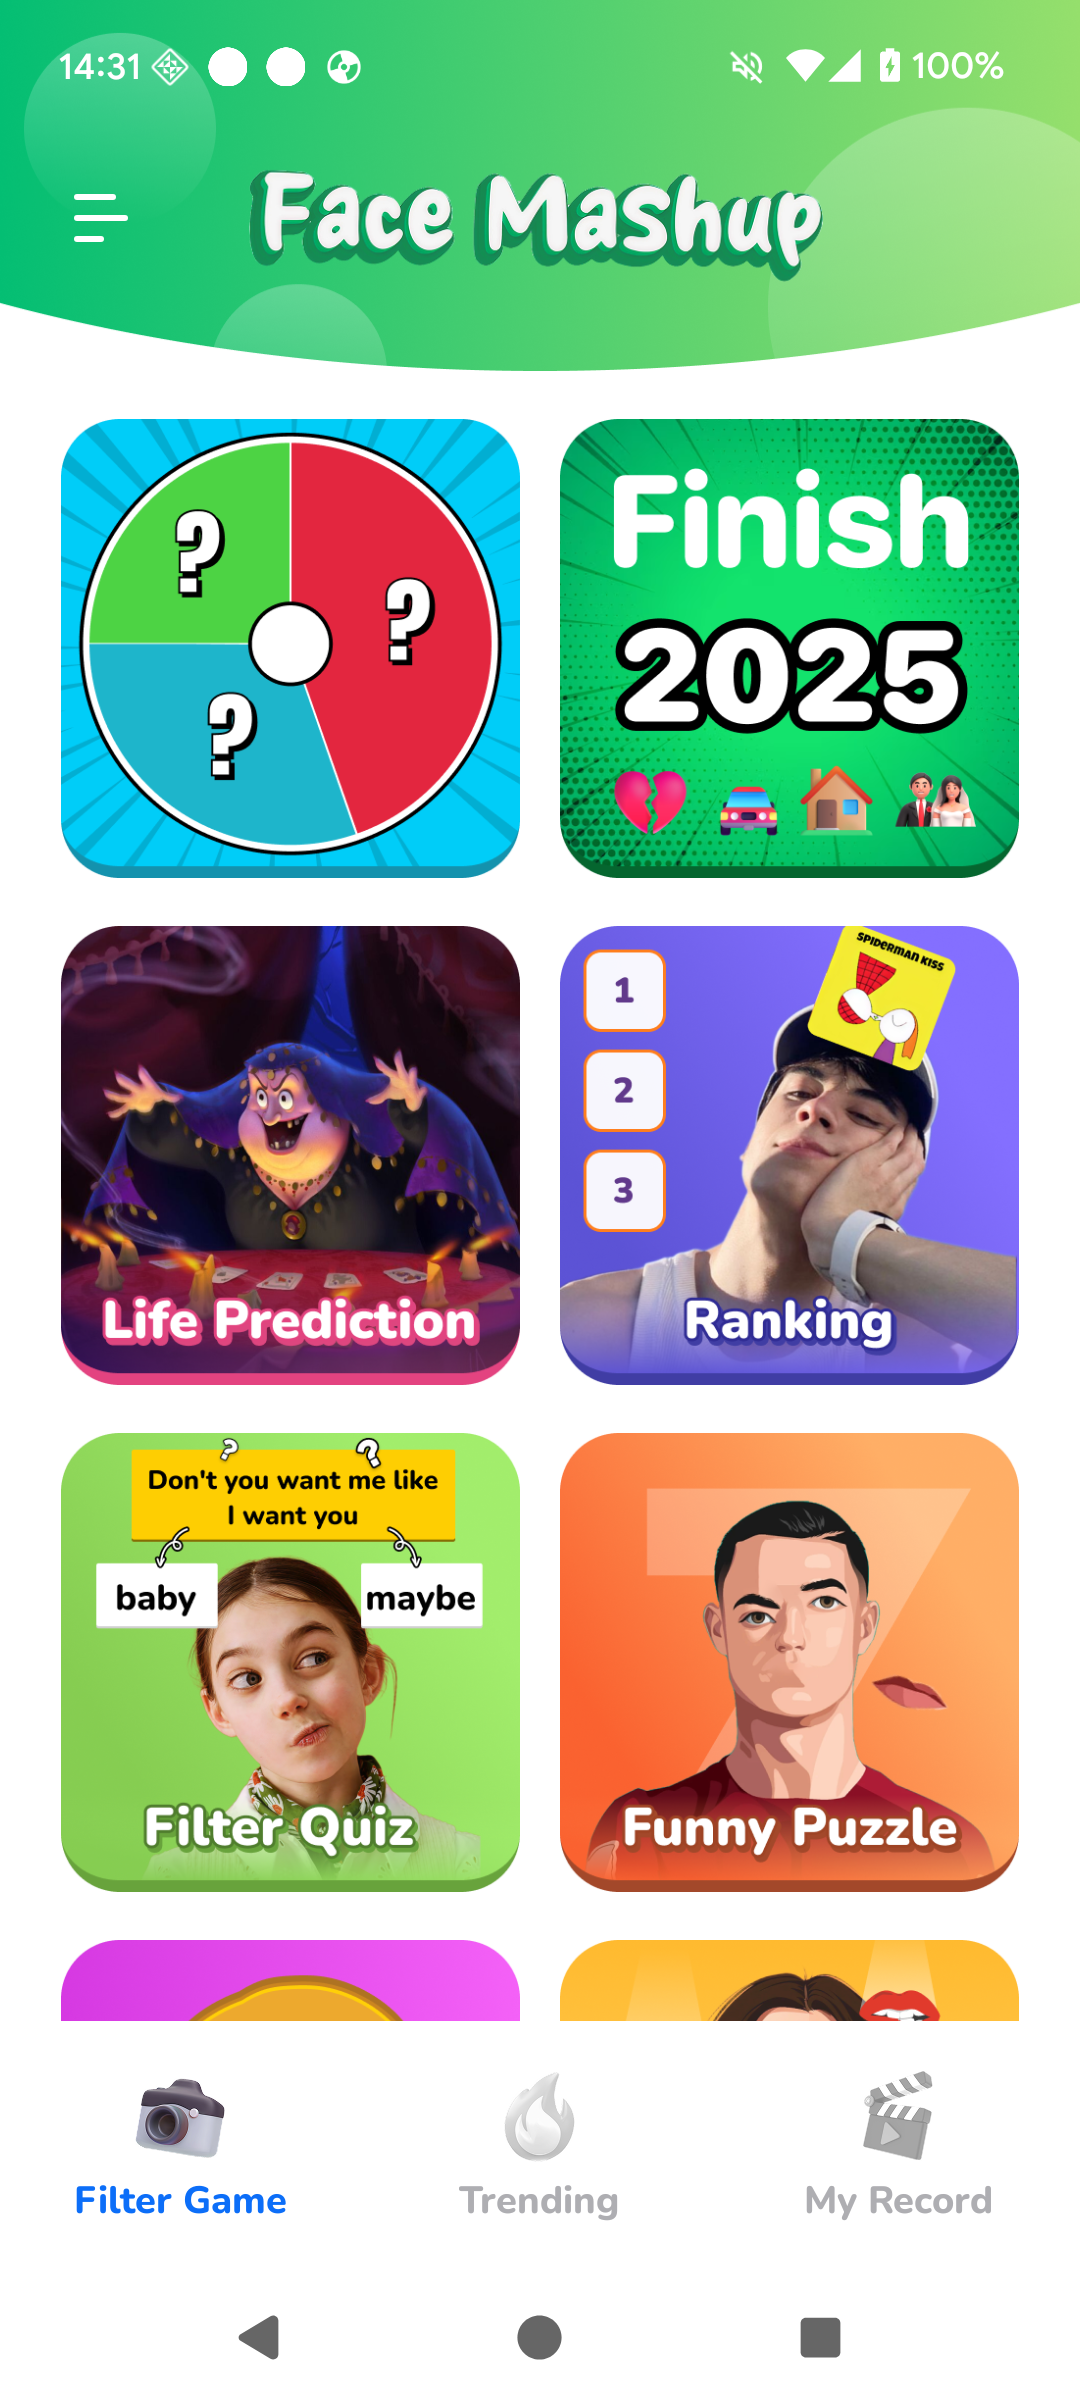 14:31
100%
Face Mashup
?
?
?
Finish
2025
Life Prediction
1
2
3
SPIDERMAN KISS
Ranking
? ?
Don't you want me like
I want you
baby
maybe
Filter Quiz
7
Funny Puzzle
Filter Game
Trending
My Record